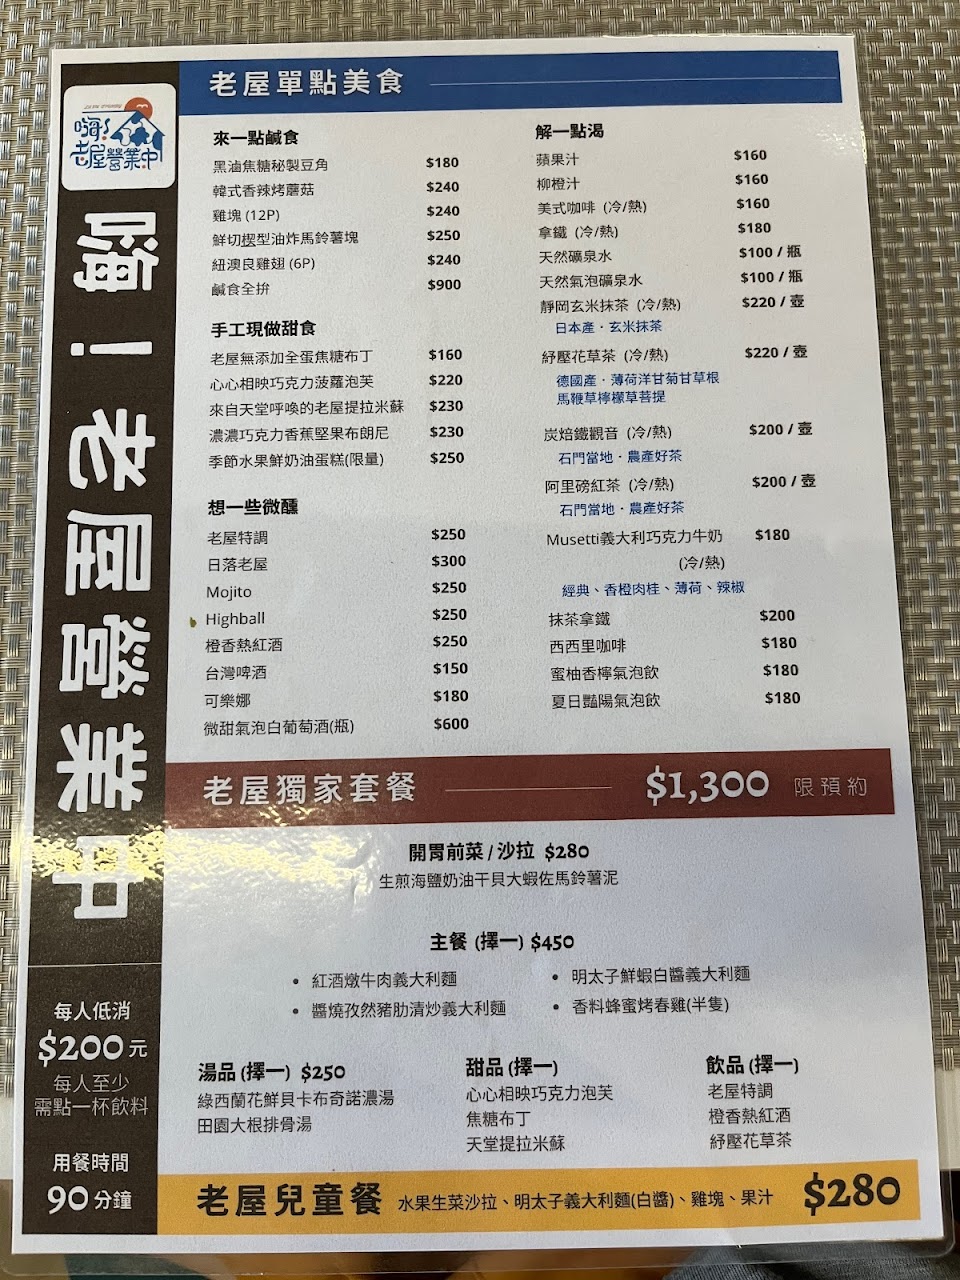 嗨!
老屋營業中
嗨！老屋營業中
每人低消
$200元
每人至少
需點一杯飲料
用餐時間
90分鐘
老屋單點美食
來一點鹹食
黑滷焦糖秘製豆角 $180
韓式香辣烤蘑菇 $240
雞塊 (12P) $240
鮮切楔型油炸馬鈴薯塊 $250
紐澳良雞翅 (6P) $240
鹹食全拚 $900
手工現做甜食
老屋無添加全蛋焦糖布丁 $160
心心相映巧克力菠蘿泡芙 $220
來自天堂呼喚的老屋提拉米蘇 $230
濃濃巧克力香蕉堅果布朗尼 $230
季節水果鮮奶油蛋糕(限量) $250
想一些微醺
老屋特調 $250
日落老屋 $300
Mojito $250
Highball $250
橙香熱紅酒 $250
台灣啤酒 $150
可樂娜 $180
微甜氣泡白葡萄酒(瓶) $600
解一點渴
蘋果汁 $160
柳橙汁 $160
美式咖啡 (冷/熱) $160
拿鐵 (冷/熱) $180
天然礦泉水 $100 / 瓶
天然氣泡礦泉水 $100 / 瓶
靜岡玄米抹茶 (冷/熱) $220 / 壺
日本產・玄米抹茶
紓壓花草茶 (冷/熱) $220 / 壺
德國產・薄荷洋甘菊甘草根
馬鞭草檸檬草菩提
炭焙鐵觀音 (冷/熱) $200 / 壺
石門當地・農產好茶
阿里磅紅茶 (冷/熱) $200 / 壺
石門當地・農產好茶
Musetti義大利巧克力牛奶 $180
(冷/熱)
經典、香橙肉桂、薄荷、辣椒
抹茶拿鐵 $200
西西里咖啡 $180
蜜柚香檸氣泡飲 $180
夏日豔陽氣泡飲 $180
老屋獨家套餐 $1,300 限預約
開胃前菜 / 沙拉 $280
生煎海鹽奶油干貝大蝦佐馬鈴薯泥
主餐 (擇一) $450
• 紅酒燉牛肉義大利麵 • 明太子鮮蝦白醬義大利麵
• 醬燒孜然豬肋清炒義大利麵 • 香料蜂蜜烤春雞(半隻)
湯品 (擇一) $250
綠西蘭花鮮貝卡布奇諾濃湯
田園大根排骨湯
甜品 (擇一)
心心相映巧克力泡芙
焦糖布丁
天堂提拉米蘇
飲品 (擇一)
老屋特調
橙香熱紅酒
紓壓花草茶
老屋兒童餐 水果生菜沙拉、明太子義大利麵(白醬)、雞塊、果汁 $280